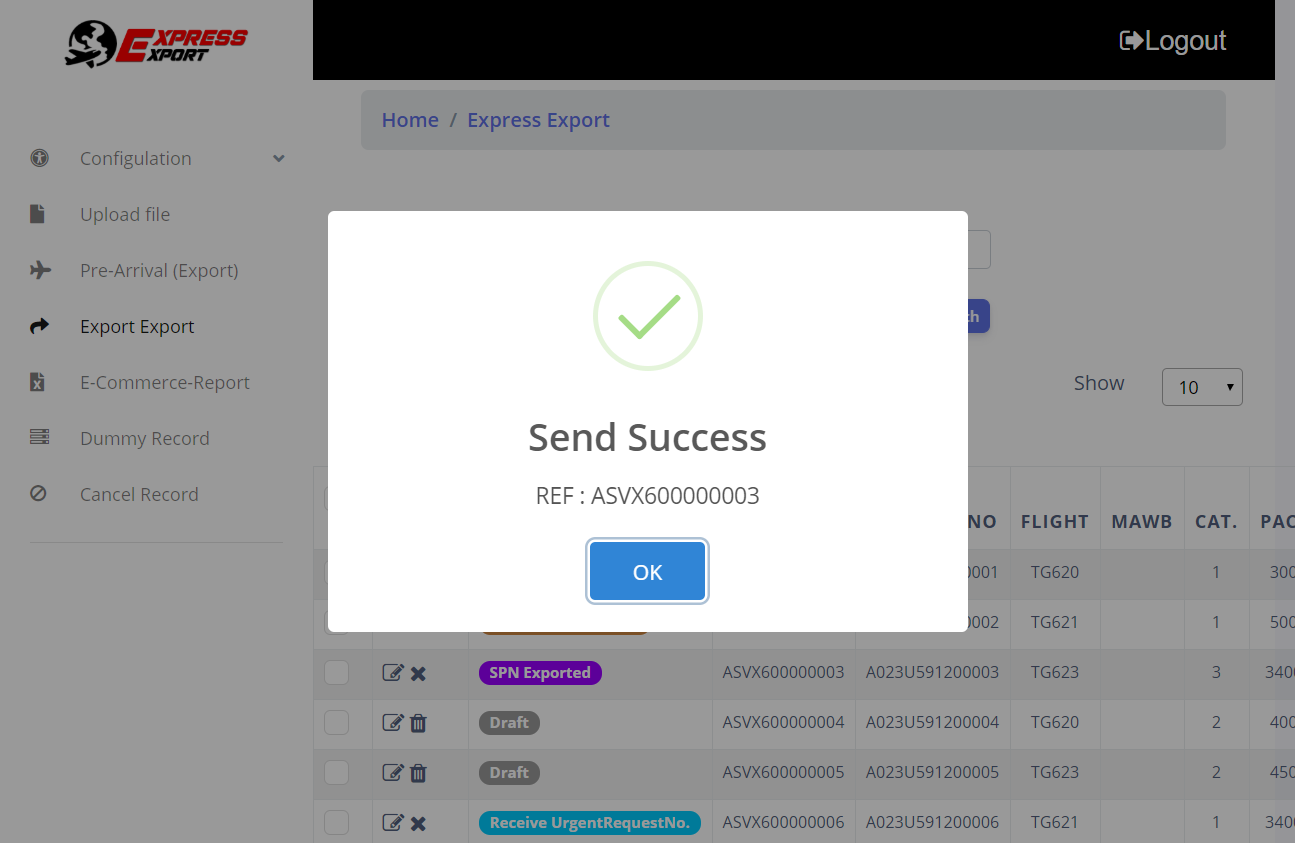 EXPRESS
EXPORT
Logout
Home / Express Export
Configulation
Upload file
Pre-Arrival (Export)
Export Export
E-Commerce-Report
Dummy Record
Cancel Record
Show 10
Send Success
REF : ASVX600000003
OK
NO FLIGHT MAWB CAT. PAC
0001 TG620 1 300
0002 TG621 1 500
SPN Exported ASVX600000003 A023U591200003 TG623 3 3400
Draft ASVX600000004 A023U591200004 TG620 2 400
Draft ASVX600000005 A023U591200005 TG623 2 450
Receive UrgentRequestNo. ASVX600000006 A023U591200006 TG621 1 3400